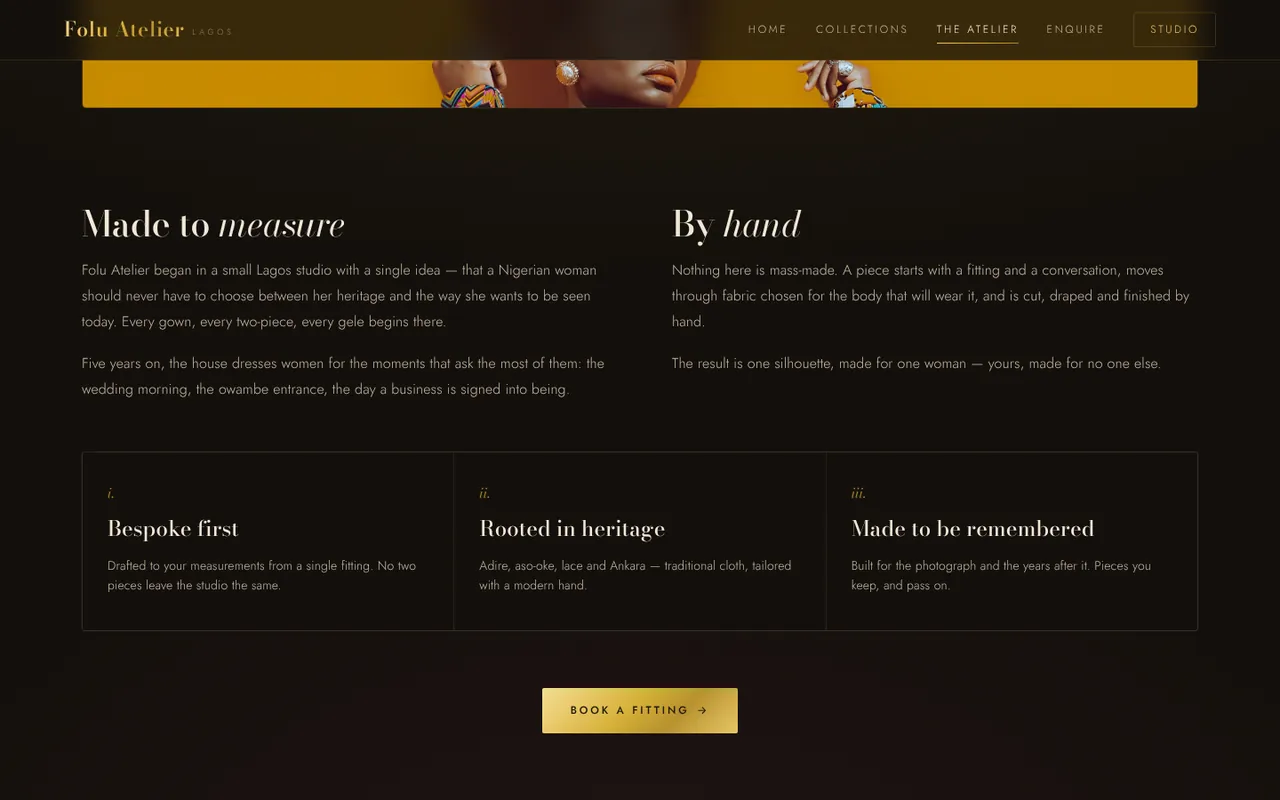 Folu Atelier LAGOS
HOME COLLECTIONS THE ATELIER ENQUIRE STUDIO
Made to measure
Folu Atelier began in a small Lagos studio with a single idea — that a Nigerian woman
should never have to choose between her heritage and the way she wants to be seen
today. Every gown, every two-piece, every gele begins there.
Five years on, the house dresses women for the moments that ask the most of them: the
wedding morning, the owambe entrance, the day a business is signed into being.
By hand
Nothing here is mass-made. A piece starts with a fitting and a conversation, moves
through fabric chosen for the body that will wear it, and is cut, draped and finished by
hand.
The result is one silhouette, made for one woman — yours, made for no one else.
i.
Bespoke first
Drafted to your measurements from a single fitting. No two
pieces leave the studio the same.
ii.
Rooted in heritage
Adire, aso-oke, lace and Ankara — traditional cloth, tailored
with a modern hand.
iii.
Made to be remembered
Built for the photograph and the years after it. Pieces you
keep, and pass on.
BOOK A FITTING →